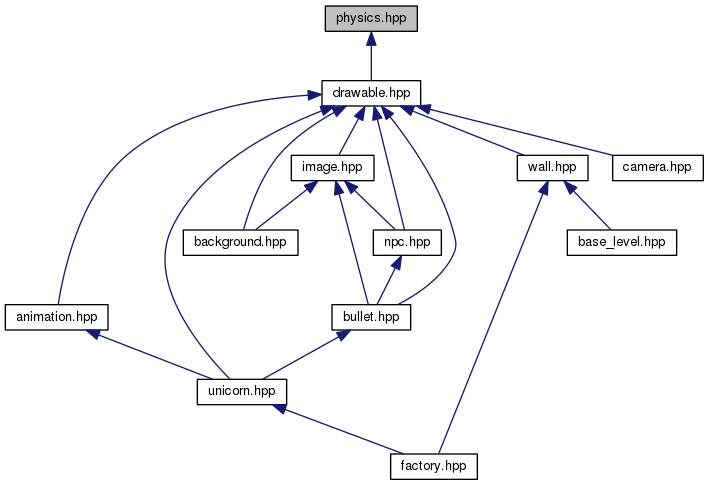 physics.hpp
drawable.hpp
image.hpp
wall.hpp
camera.hpp
background.hpp
npc.hpp
base_level.hpp
animation.hpp
bullet.hpp
unicorn.hpp
factory.hpp